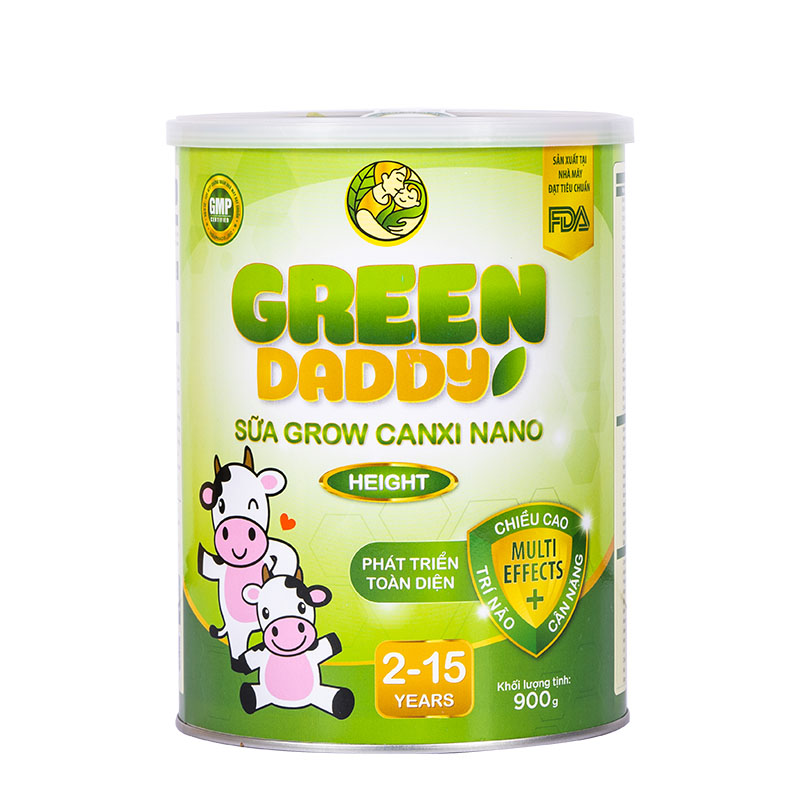 GMP
CERTIFIED
SẢN XUẤT TẠI
NHÀ MÁY
ĐẠT TIÊU CHUẨN
FDA
GREEN
DADDY
SỮA GROW CANXI NANO
HEIGHT
PHÁT TRIỂN
TOÀN DIỆN
CHIỀU CAO
MULTI
EFFECTS
+
TRÍ NÃO
CÂN NẶNG
2-15
YEARS
Khối lượng tịnh:
900g